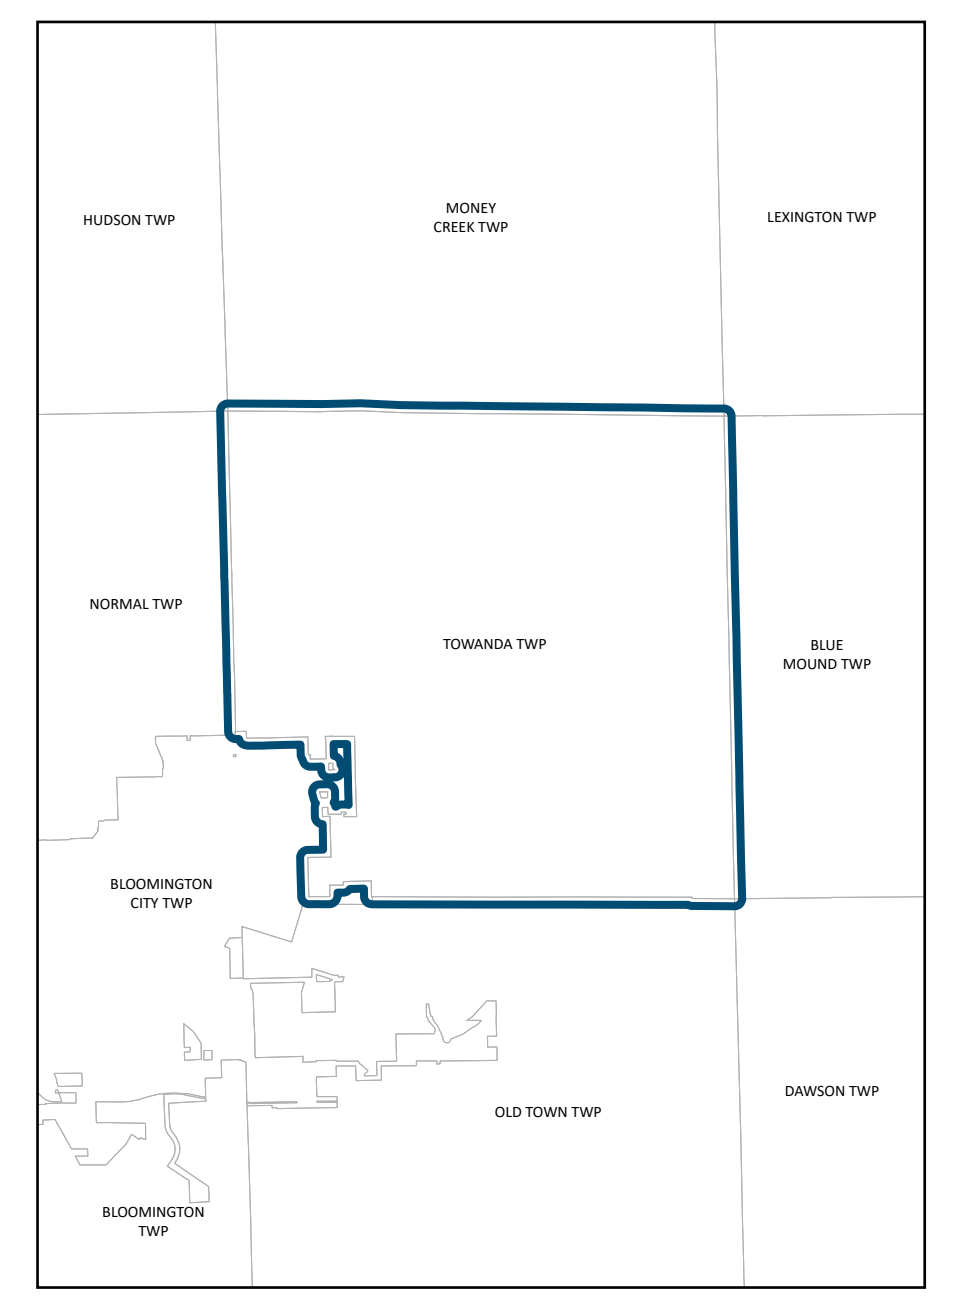 HUDSON TWP
MONEY
CREEK TWP
LEXINGTON TWP
NORMAL TWP
TOWANDA TWP
BLUE
MOUND TWP
BLOOMINGTON
CITY TWP
OLD TOWN TWP
DAWSON TWP
BLOOMINGTON
TWP